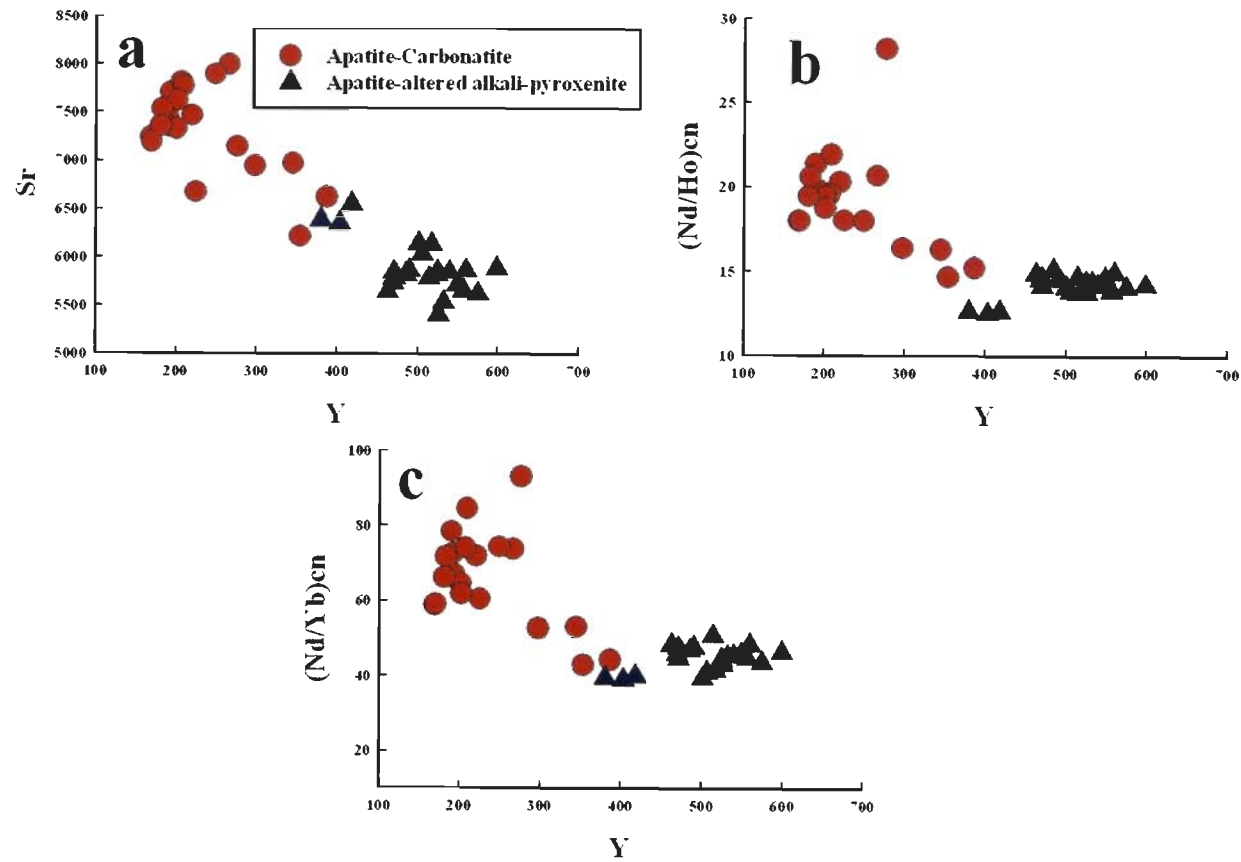 a
Apatite-Carbonatite
Apatite-altered alkali-pyroxenite
8500
8000
7500
7000
6500
6000
5500
5000
Sr
100 200 300 400 500 600 700
Y
b
30
25
20
15
10
(Nd/Ho)cn
100 200 300 400 500 600 700
Y
c
100
80
60
40
20
(Nd/Yb)cn
100 200 300 400 500 600 700
Y